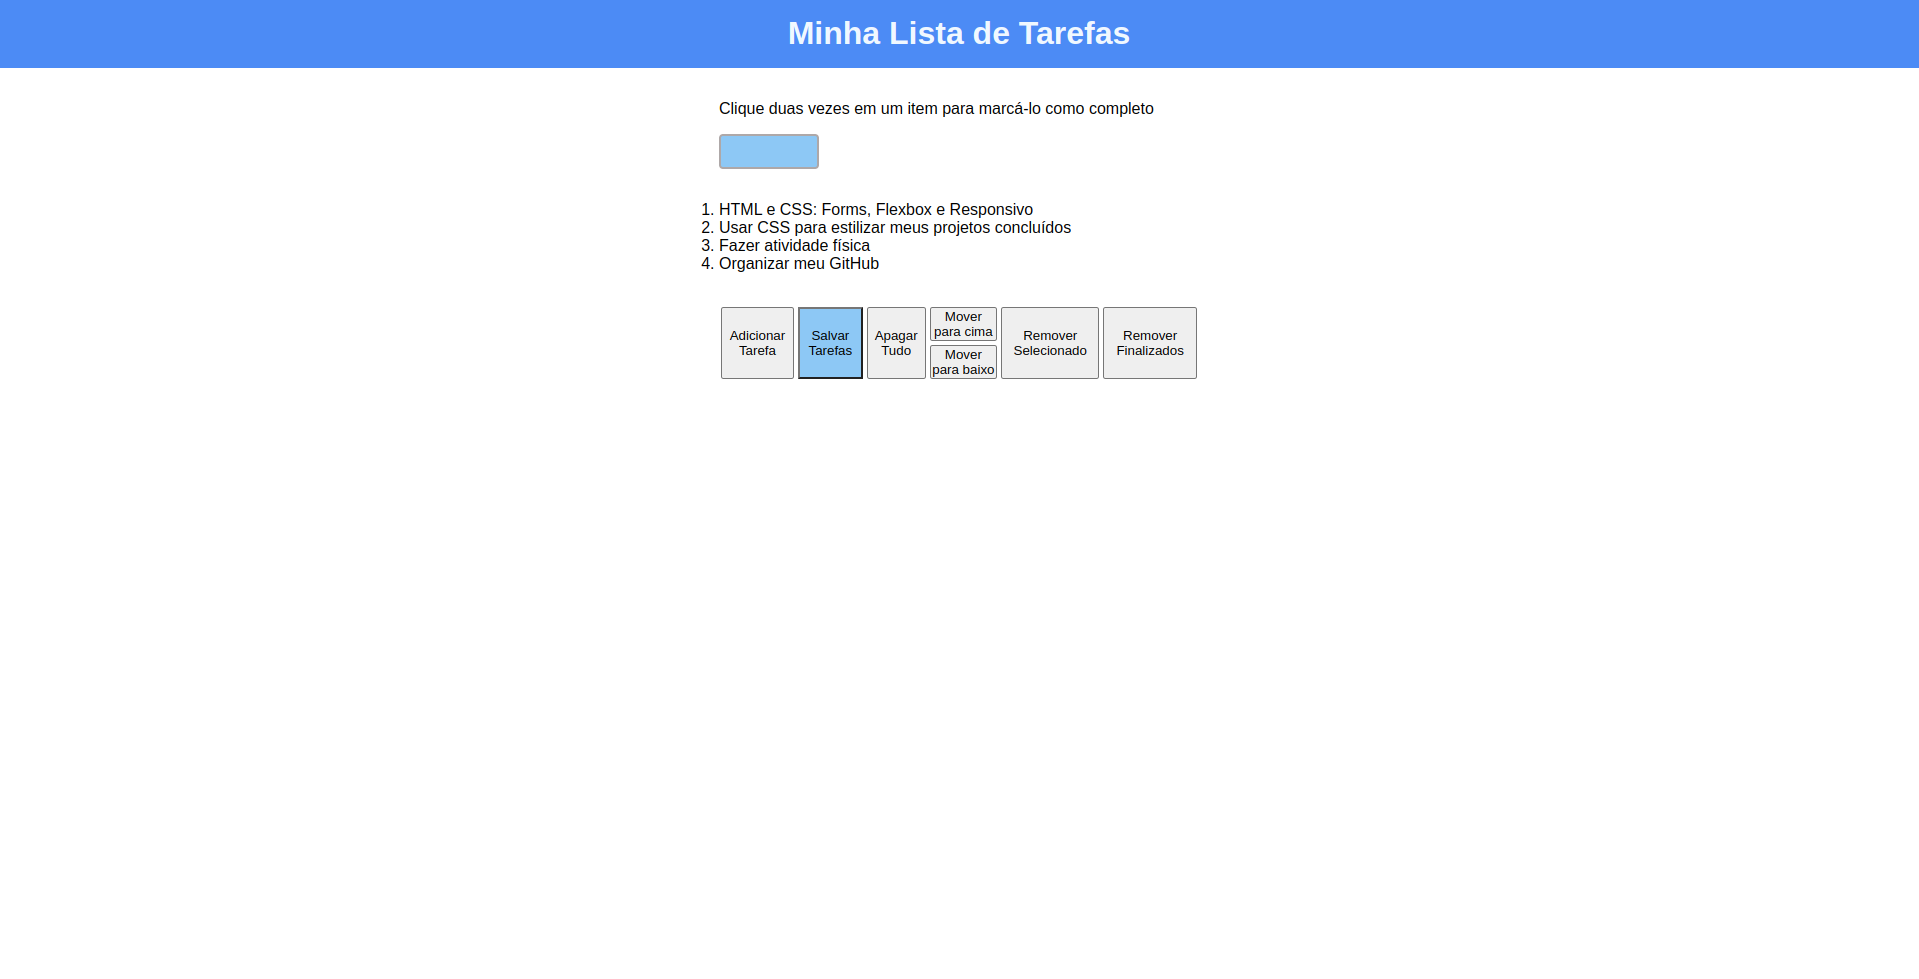 Minha Lista de Tarefas
Clique duas vezes em um item para marcá-lo como completo
1. HTML e CSS: Forms, Flexbox e Responsivo
2. Usar CSS para estilizar meus projetos concluídos
3. Fazer atividade física
4. Organizar meu GitHub
Adicionar
Tarefa
Salvar
Tarefas
Apagar
Tudo
Mover
para cima
Mover
para baixo
Remover
Selecionado
Remover
Finalizados